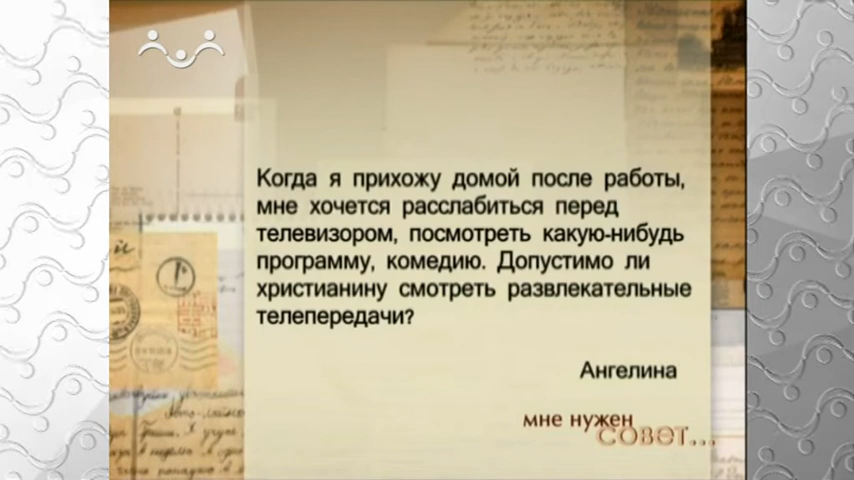 Когда я прихожу домой после работы,
мне хочется расслабиться перед
телевизором, посмотреть какую-нибудь
программу, комедию. Допустимо ли
христианину смотреть развлекательные
телепередачи?
Ангелина
мне нужен
совет...